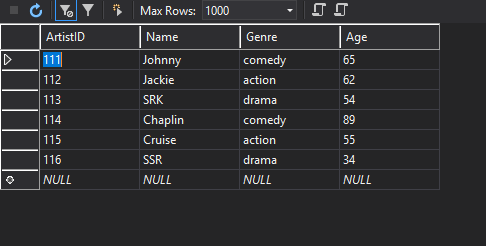 Max Rows: 1000
ArtistID Name Genre Age
111 Johnny comedy 65
112 Jackie action 62
113 SRK drama 54
114 Chaplin comedy 89
115 Cruise action 55
116 SSR drama 34
NULL NULL NULL NULL